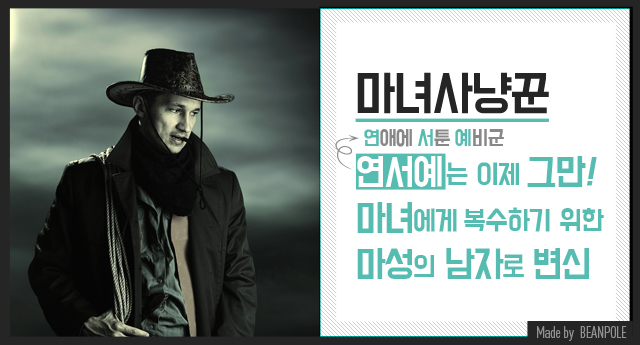 마녀사냥꾼
연애에 서툰 예비군
연서예는 이제 그만!
마녀에게 복수하기 위한
마성의 남자로 변신
Made by BEANPOLE